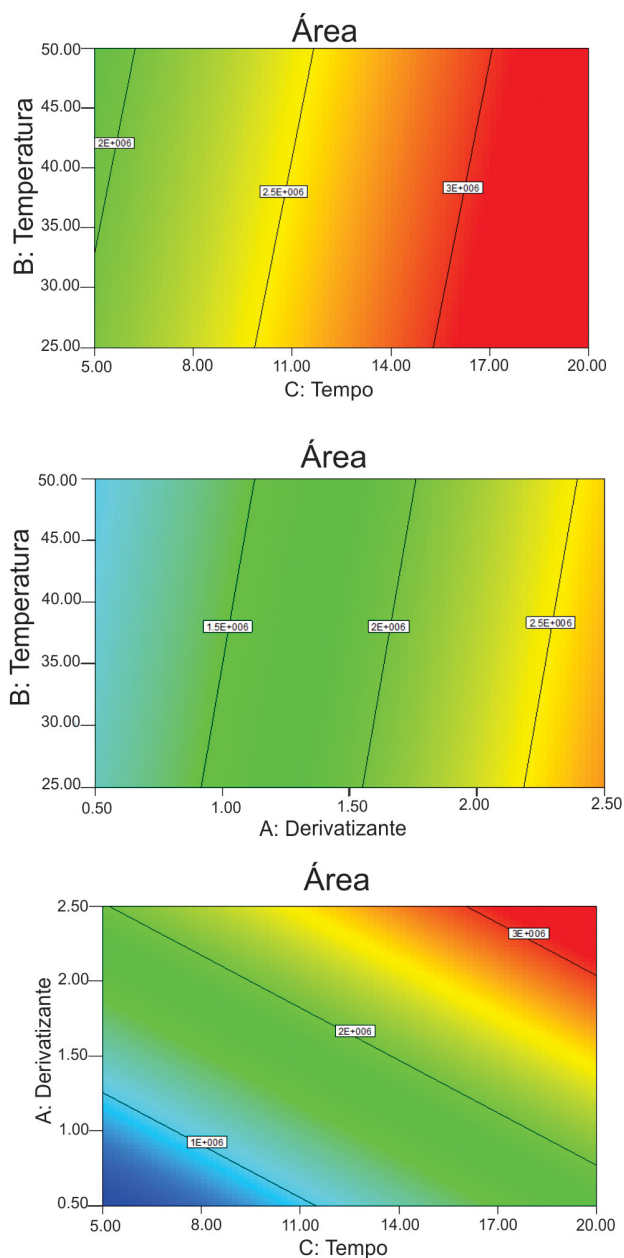 Área
50.00
45.00
40.00
35.00
30.00
25.00
B: Temperatura
2E+006
2.5E+006
3E+006
5.00 8.00 11.00 14.00 17.00 20.00
C: Tempo
Área
50.00
45.00
40.00
35.00
30.00
25.00
B: Temperatura
1.5E+006
2E+006
2.5E+006
0.50 1.00 1.50 2.00 2.50
A: Derivatizante
Área
2.50
2.00
1.50
1.00
0.50
A: Derivatizante
3E+006
2E+006
1E+006
5.00 8.00 11.00 14.00 17.00 20.00
C: Tempo